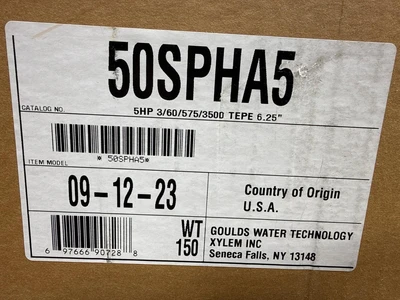 50SPHA5
CATALOG NO.
5HP 3/60/575/3500 TEPE 6.25"
* 50SPHA5*
ITEM MODEL
09-12-23
Country of Origin
U.S.A.
WT
150
GOULDS WATER TECHNOLOGY
XYLEM INC
Seneca Falls, NY 13148
6 97666 90728 8